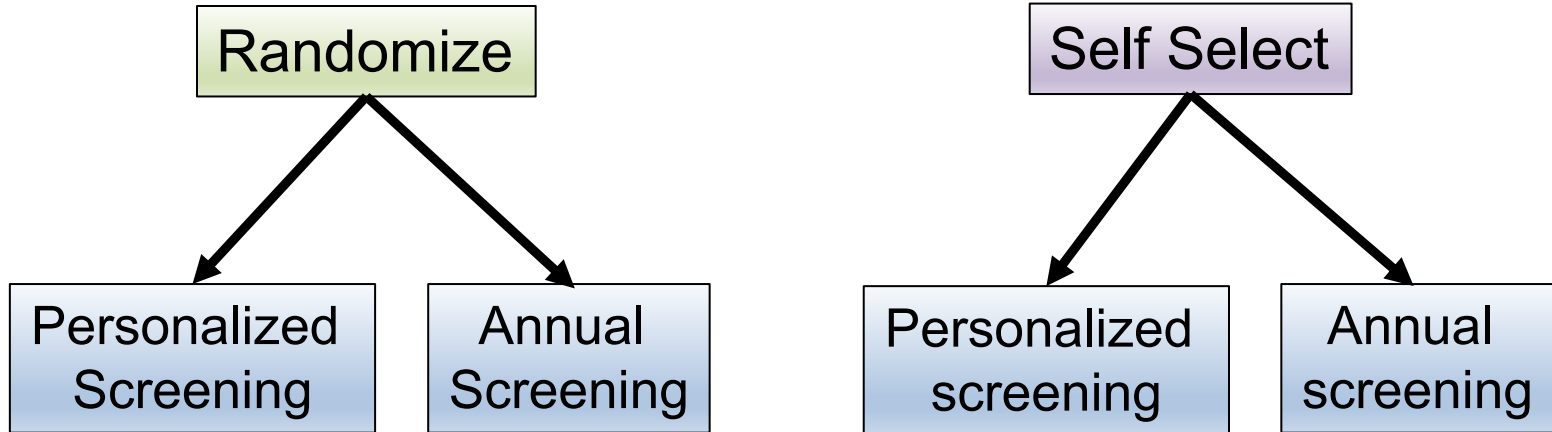 Randomize
Self Select
Personalized
Screening
Annual
Screening
Personalized
screening
Annual
screening